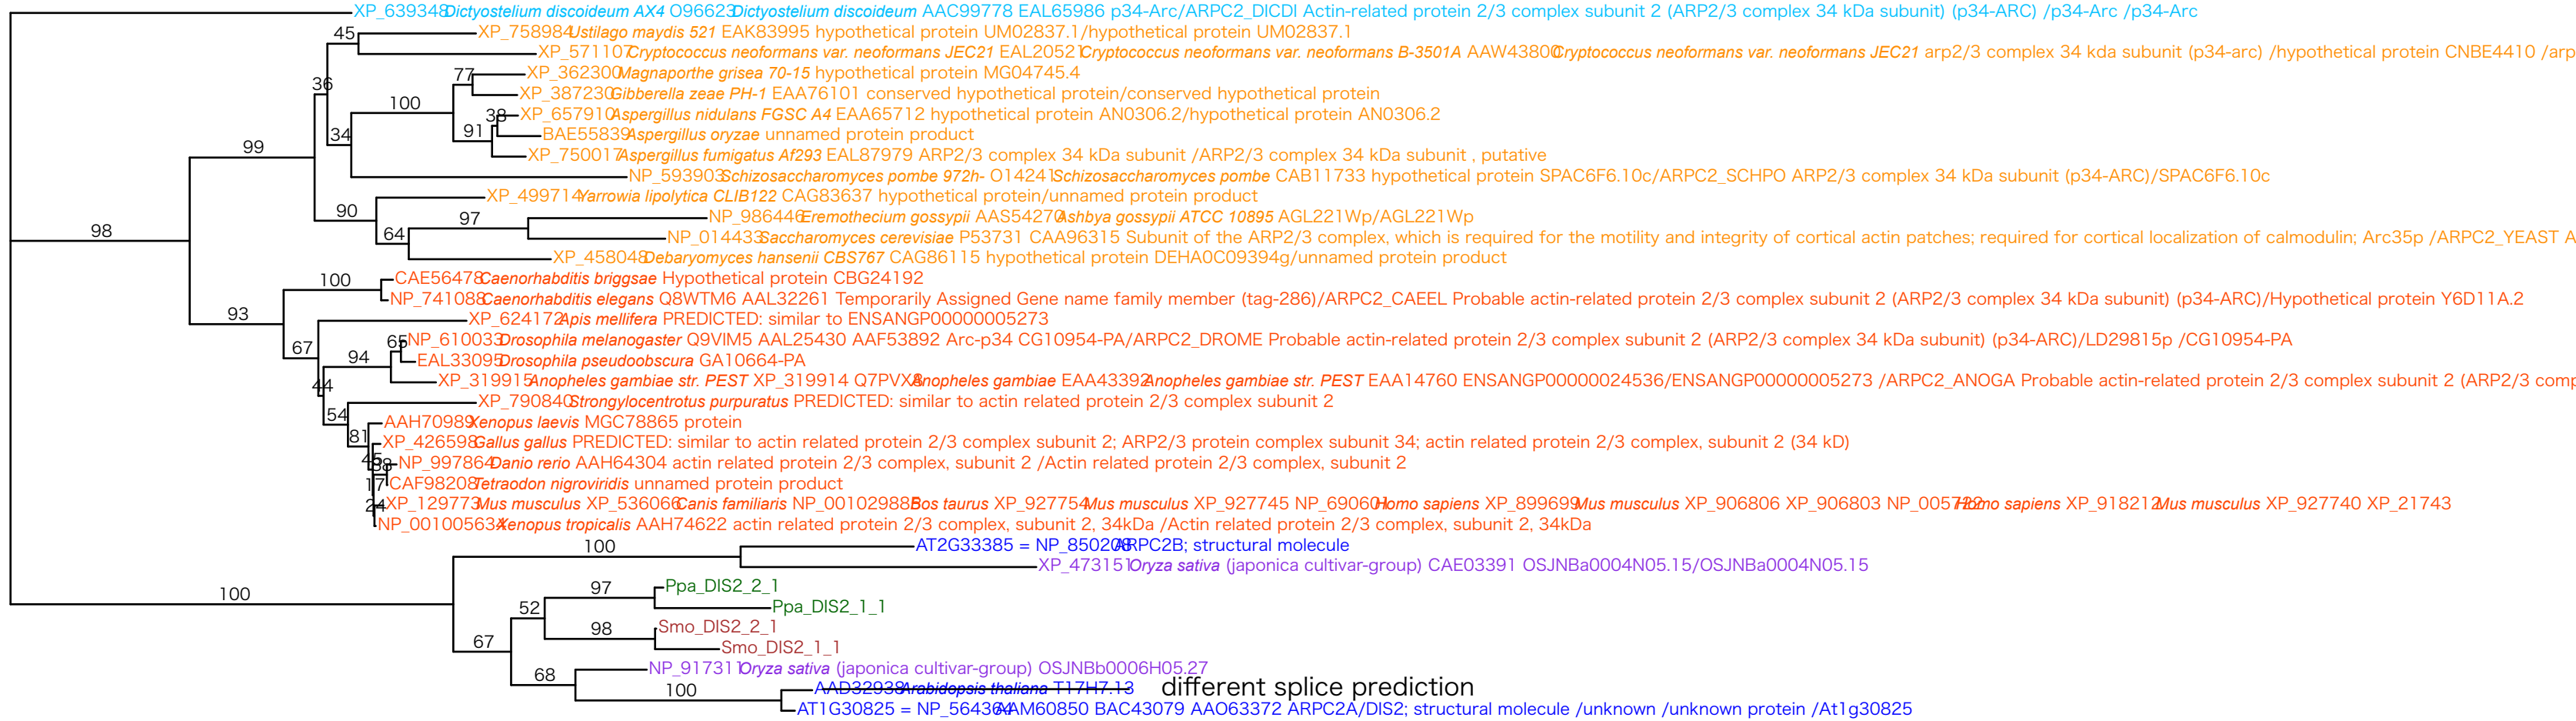 XP_639348 Dictyostelium discoideum AX4 O96623 Dictyostelium discoideum AAC99778 EAL65986 p34-Arc/ARPC2_DICDI Actin-related protein 2/3 complex subunit 2 (ARP2/3 complex 34 kDa subunit) (p34-ARC) /p34-Arc /p34-Arc
45 XP_758984 Ustilago maydis 521 EAK83995 hypothetical protein UM02837.1/hypothetical protein UM02837.1
XP_571107 Cryptococcus neoformans var. neoformans JEC21 EAL20521 Cryptococcus neoformans var. neoformans B-3501A AAW43800 Cryptococcus neoformans var. neoformans JEC21 arp2/3 complex 34 kda subunit (p34-arc) /hypothetical protein CNBE4410 /arp
77 XP_362300 Magnaporthe grisea 70-15 hypothetical protein MG04745.4
36
XP_387230 Gibberella zeae PH-1 EAA76101 conserved hypothetical protein/conserved hypothetical protein
100
38 XP_657910 Aspergillus nidulans FGSC A4 EAA65712 hypothetical protein AN0306.2/hypothetical protein AN0306.2
34 91 BAE55839 Aspergillus oryzae unnamed protein product
99
XP_750017 Aspergillus fumigatus Af293 EAL87979 ARP2/3 complex 34 kDa subunit /ARP2/3 complex 34 kDa subunit , putative
NP_593903 Schizosaccharomyces pombe 972h- O14241 Schizosaccharomyces pombe CAB11733 hypothetical protein SPAC6F6.10c/ARPC2_SCHPO ARP2/3 complex 34 kDa subunit (p34-ARC)/SPAC6F6.10c
XP_499714 Yarrowia lipolytica CLIB122 CAG83637 hypothetical protein/unnamed protein product
90
97 NP_986446 Eremothecium gossypii AAS54270 Ashbya gossypii ATCC 10895 AGL221Wp/AGL221Wp
98
64 NP_014433 Saccharomyces cerevisiae P53731 CAA96315 Subunit of the ARP2/3 complex, which is required for the motility and integrity of cortical actin patches; required for cortical localization of calmodulin; Arc35p /ARPC2_YEAST A
XP_458048 Debaryomyces hansenii CBS767 CAG86115 hypothetical protein DEHA0C09394g/unnamed protein product
100 CAE56478 Caenorhabditis briggsae Hypothetical protein CBG24192
NP_741088 Caenorhabditis elegans Q8WTM6 AAL32261 Temporarily Assigned Gene name family member (tag-286)/ARPC2_CAEEL Probable actin-related protein 2/3 complex subunit 2 (ARP2/3 complex 34 kDa subunit) (p34-ARC)/Hypothetical protein Y6D11A.2
93
XP_624172 Apis mellifera PREDICTED: similar to ENSANGP00000005273
65 NP_610033 Drosophila melanogaster Q9VIM5 AAL25430 AAF53892 Arc-p34 CG10954-PA/ARPC2_DROME Probable actin-related protein 2/3 complex subunit 2 (ARP2/3 complex 34 kDa subunit) (p34-ARC)/LD29815p /CG10954-PA
67
94 EAL33095 Drosophila pseudoobscura GA10664-PA
44 XP_319915 Anopheles gambiae str. PEST XP_319914 Q7PVX8 Anopheles gambiae EAA43392 Anopheles gambiae str. PEST EAA14760 ENSANGP00000024536/ENSANGP00000005273 /ARPC2_ANOGA Probable actin-related protein 2/3 complex subunit 2 (ARP2/3 comp
XP_790840 Strongylocentrotus purpuratus PREDICTED: similar to actin related protein 2/3 complex subunit 2
54
AAH70989 Xenopus laevis MGC78865 protein
81 XP_426598 Gallus gallus PREDICTED: similar to actin related protein 2/3 complex subunit 2; ARP2/3 protein complex subunit 34; actin related protein 2/3 complex, subunit 2 (34 kD)
NP_997864 Danio rerio AAH64304 actin related protein 2/3 complex, subunit 2 /Actin related protein 2/3 complex, subunit 2
17 CAF98208 Tetraodon nigroviridis unnamed protein product
24 XP_129773 Mus musculus XP_536066 Canis familiaris NP_001029885 Bos taurus XP_927754 Mus musculus XP_927745 NP_690601 Homo sapiens XP_899699 Mus musculus XP_906806 XP_906803 NP_005722 Homo sapiens XP_918212 Mus musculus XP_927740 XP_21743
Xenopus tropicalis AAH74622 actin related protein 2/3 complex, subunit 2, 34kDa /Actin related protein 2/3 complex, subunit 2, 34kDa
100 AT2G33385 = NP_850208 ARPC2B; structural molecule
XP_473151 Oryza sativa (japonica cultivar-group) CAE03391 OSJNBa0004N05.15/OSJNBa0004N05.15
97 Ppa_DIS2_2_1
100
52 Ppa_DIS2_1_1
98 Smo_DIS2_2_1
67 Smo_DIS2_1_1
68 NP_917311 Oryza sativa (japonica cultivar-group) OSJNBb0006H05.27
100 AAD32938 Arabidopsis thaliana T17H7.13 different splice prediction
AT1G30825 = NP_564364 AAM60850 BAC43079 AAO63372 ARPC2A/DIS2; structural molecule /unknown /unknown protein /At1g30825